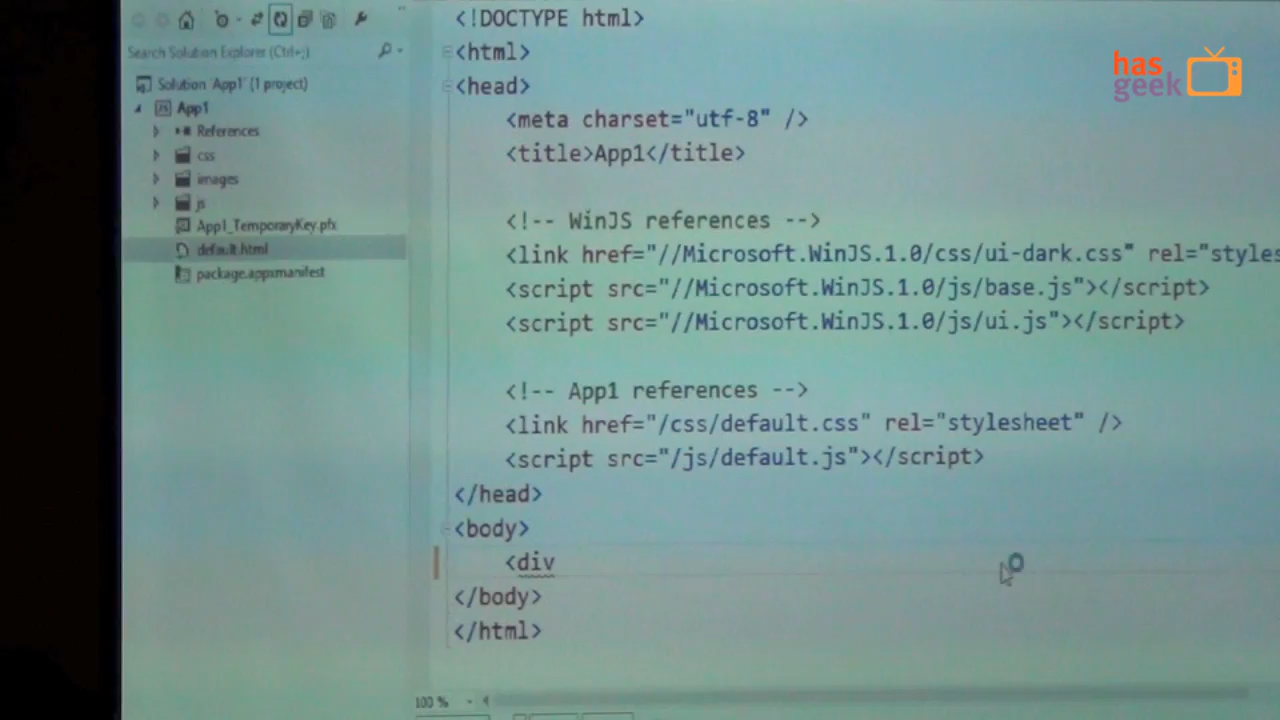 Search Solution Explorer (Ctrl+;)
Solution 'App1' (1 project)
App1
References
css
images
js
App1_TemporaryKey.pfx
default.html
package.appxmanifest
<!DOCTYPE html>
<html>
<head>
<meta charset="utf-8" />
<title>App1</title>
<!-- WinJS references -->
<link href="//Microsoft.WinJS.1.0/css/ui-dark.css" rel="styles
<script src="//Microsoft.WinJS.1.0/js/base.js"></script>
<script src="//Microsoft.WinJS.1.0/js/ui.js"></script>
<!-- App1 references -->
<link href="/css/default.css" rel="stylesheet" />
<script src="/js/default.js"></script>
</head>
<body>
<div
</body>
</html>
100 %
has
geek